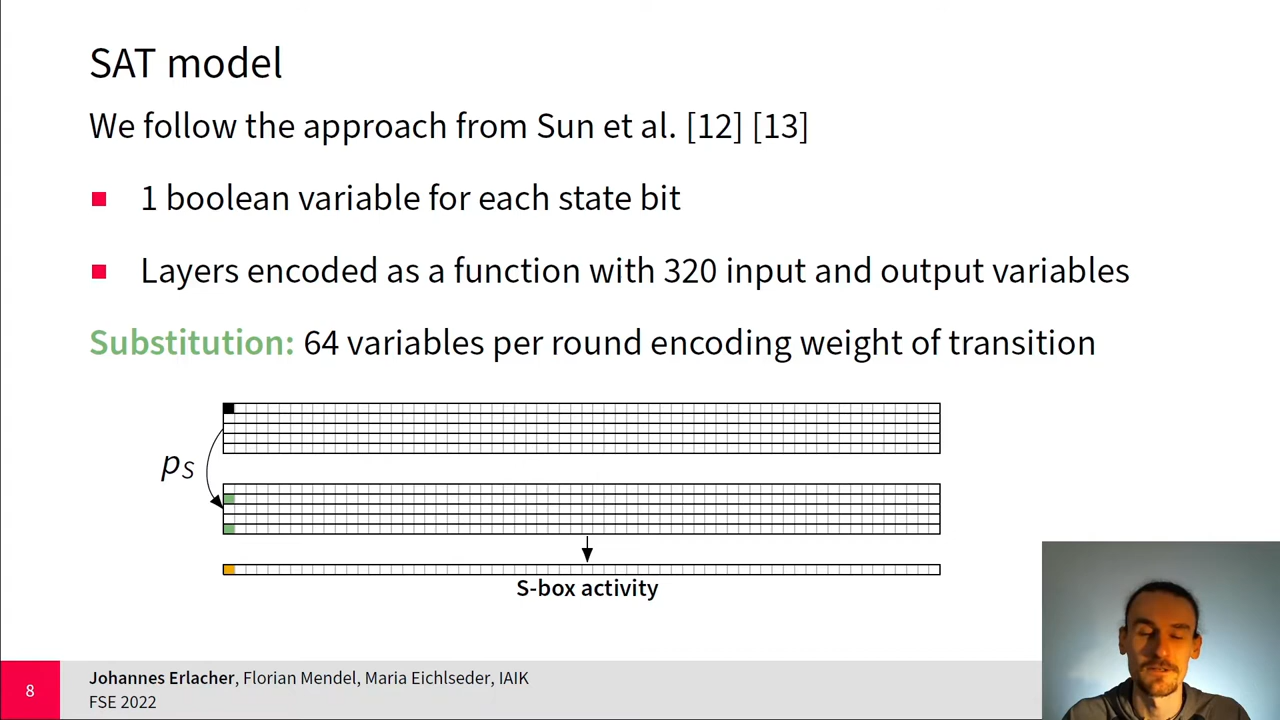 SAT model
We follow the approach from Sun et al. [12] [13]
1 boolean variable for each state bit
Layers encoded as a function with 320 input and output variables
Substitution: 64 variables per round encoding weight of transition
pS
S-box activity
8
Johannes Erlacher, Florian Mendel, Maria Eichlseder, IAIK
FSE 2022